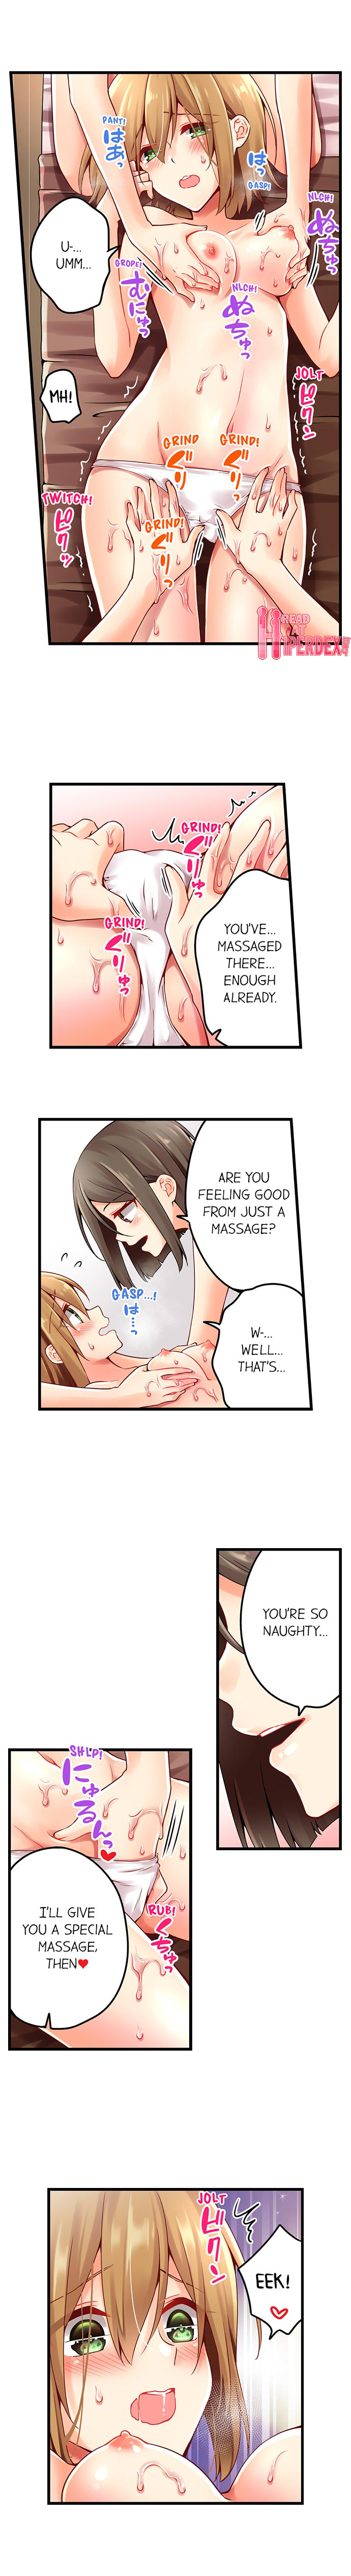 PANT!
はあっ
はっ
GASP!
U-...
UMM...
NLCH!
ぬちゅっ
GROPE!
むにゅっ
NLCH!
ぬちゅっ
MH!
JOLT
ビクン
GRIND
ぐり
GRIND!
ぐりっ
TWITCH!
ビクッ
GRIND!
ぐりっ
READ
AT
HIPERDEX
GRIND!
ぐりゅっ
GRIND!
ぐりゅっ
YOU'VE...
MASSAGED
THERE...
ENOUGH
ALREADY.
ARE YOU
FEELING GOOD
FROM JUST A
MASSAGE?
GASP...!
は…っ
W-...
WELL...
THAT'S...
YOU'RE SO
NAUGHTY...
SHLP!
にゅるんっ
RUB!
くちゅっ
I'LL GIVE
YOU A SPECIAL
MASSAGE,
THEN♥
JOLT
ビクン
EEK!